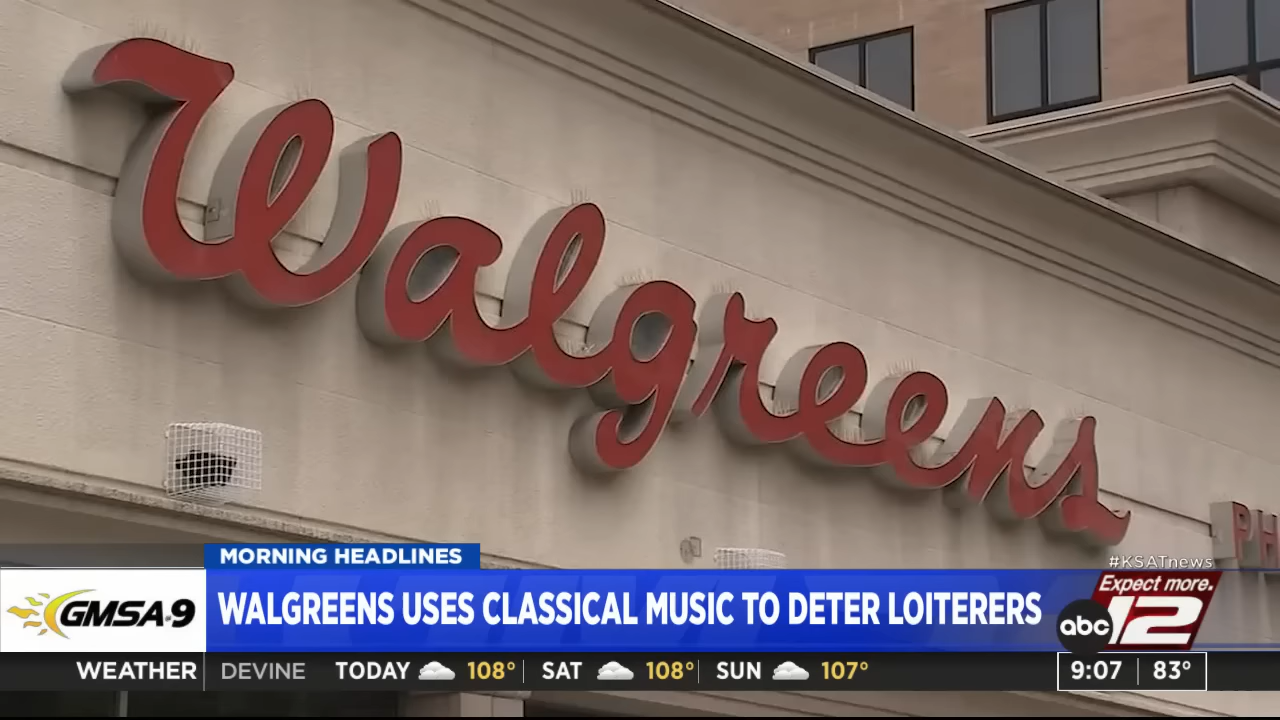 Walgreens
PH
#KSATnews
MORNING HEADLINES
GMSA@9
WALGREENS USES CLASSICAL MUSIC TO DETER LOITERERS
Expect more.
abc 12
WEATHER DEVINE TODAY 108° SAT 108° SUN 107° 9:07 83°